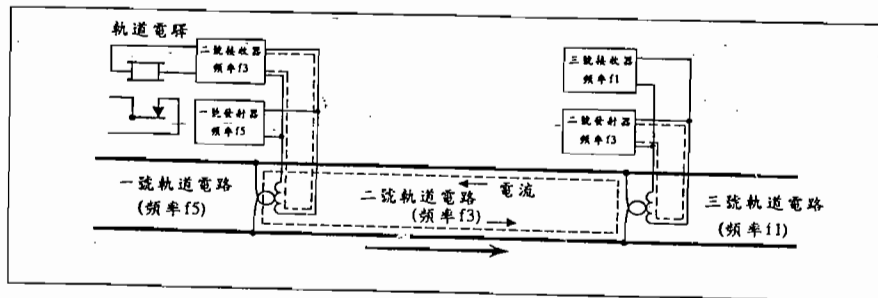 軌道電驛
二號接收器
頻率f3
一號發射器
頻率f5
三號接收器
頻率f1
二號發射器
頻率f3
一號軌道電路
(頻率f5)
電流
二號軌道電路
(頻率f3)
三號軌道電路
(頻率f1)